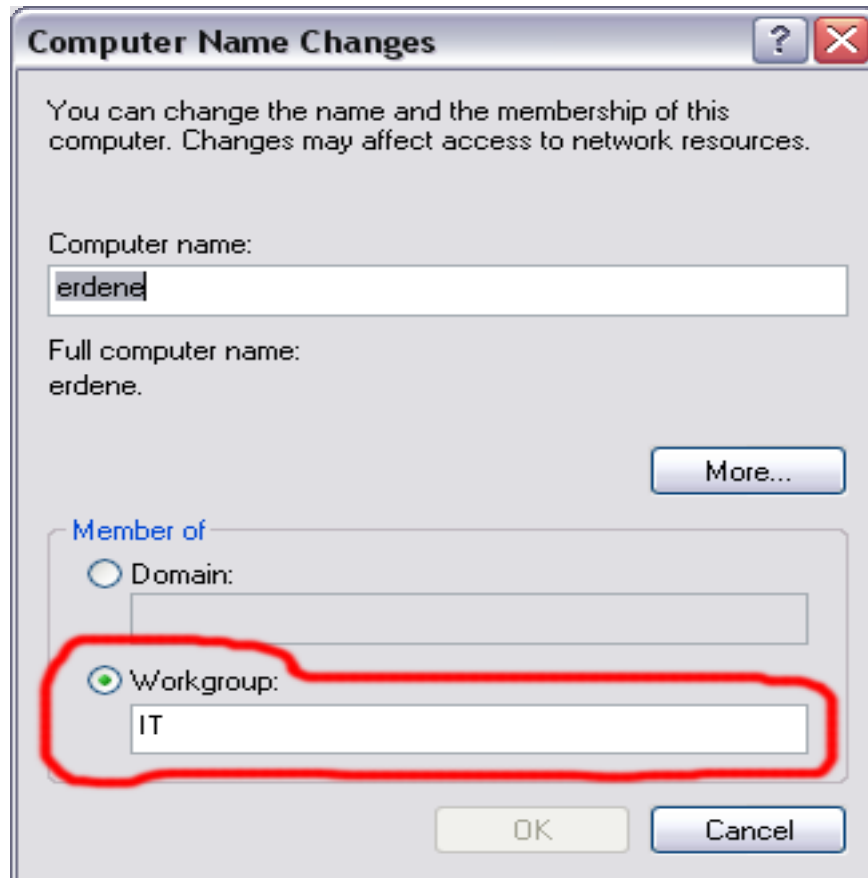 Computer Name Changes
You can change the name and the membership of this
computer. Changes may affect access to network resources.
Computer name:
erdene
Full computer name:
erdene.
More...
Member of
Domain:
Workgroup:
IT
OK
Cancel